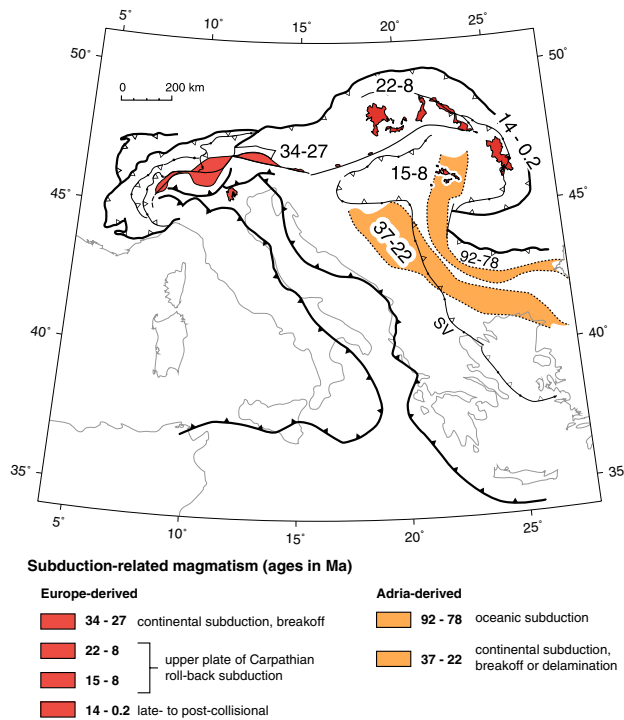 5° 10° 15° 20° 25°
50° 50°
0 200 km
22-8
14 - 0.2
34-27
15-8
45° 45°
37-22
92-78
SV
40° 40°
35° 35
5° 10° 15° 20° 25°
Subduction-related magmatism (ages in Ma)
Europe-derived
34 - 27 continental subduction, breakoff
22 - 8
upper plate of Carpathian
roll-back subduction
15 - 8
14 - 0.2 late- to post-collisional
Adria-derived
92 - 78 oceanic subduction
37 - 22 continental subduction,
breakoff or delamination